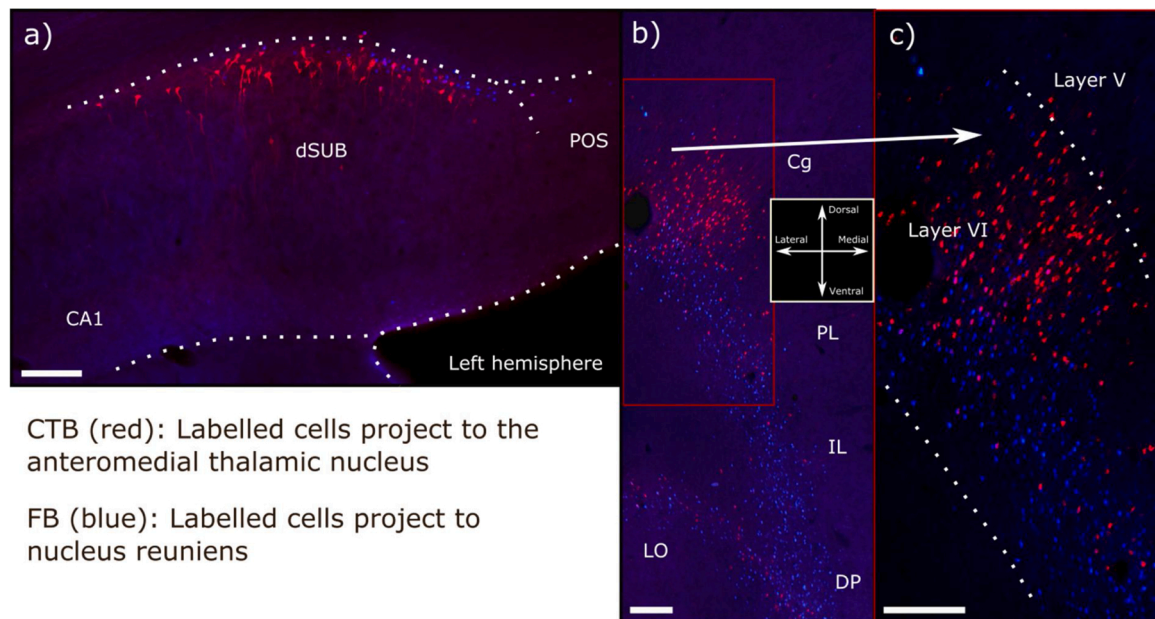 a)
dSUB
POS
CA1
Left hemisphere
CTB (red): Labelled cells project to the
anteromedial thalamic nucleus
FB (blue): Labelled cells project to
nucleus reuniens
b)
Cg
Dorsal
Lateral Medial
Ventral
PL
IL
LO
DP
c)
Layer V
Layer VI